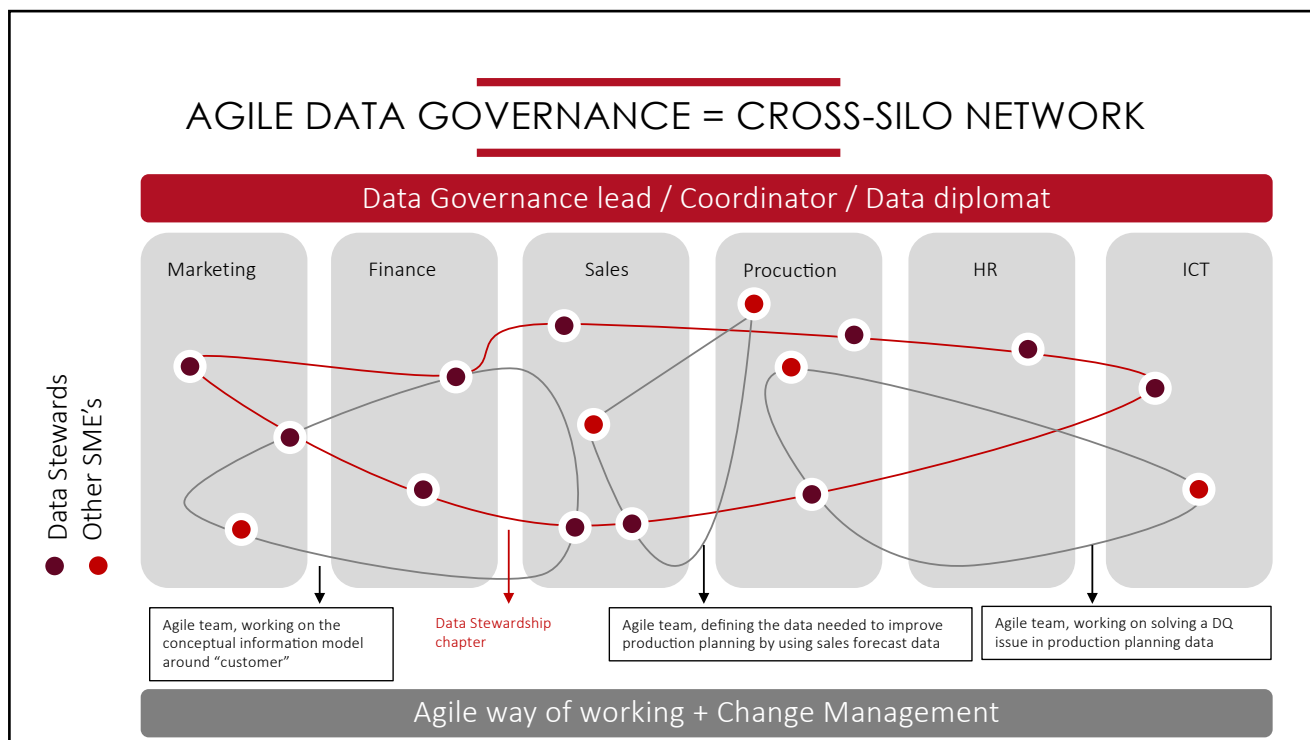 AGILE DATA GOVERNANCE = CROSS-SILO NETWORK
Data Governance lead / Coordinator / Data diplomat
Marketing
Finance
Sales
Procuction
HR
ICT
Data Stewards
Other SME's
Agile team, working on the
conceptual information model
around “customer”
Data Stewardship
chapter
Agile team, defining the data needed to improve
production planning by using sales forecast data
Agile team, working on solving a DQ
issue in production planning data
Agile way of working + Change Management